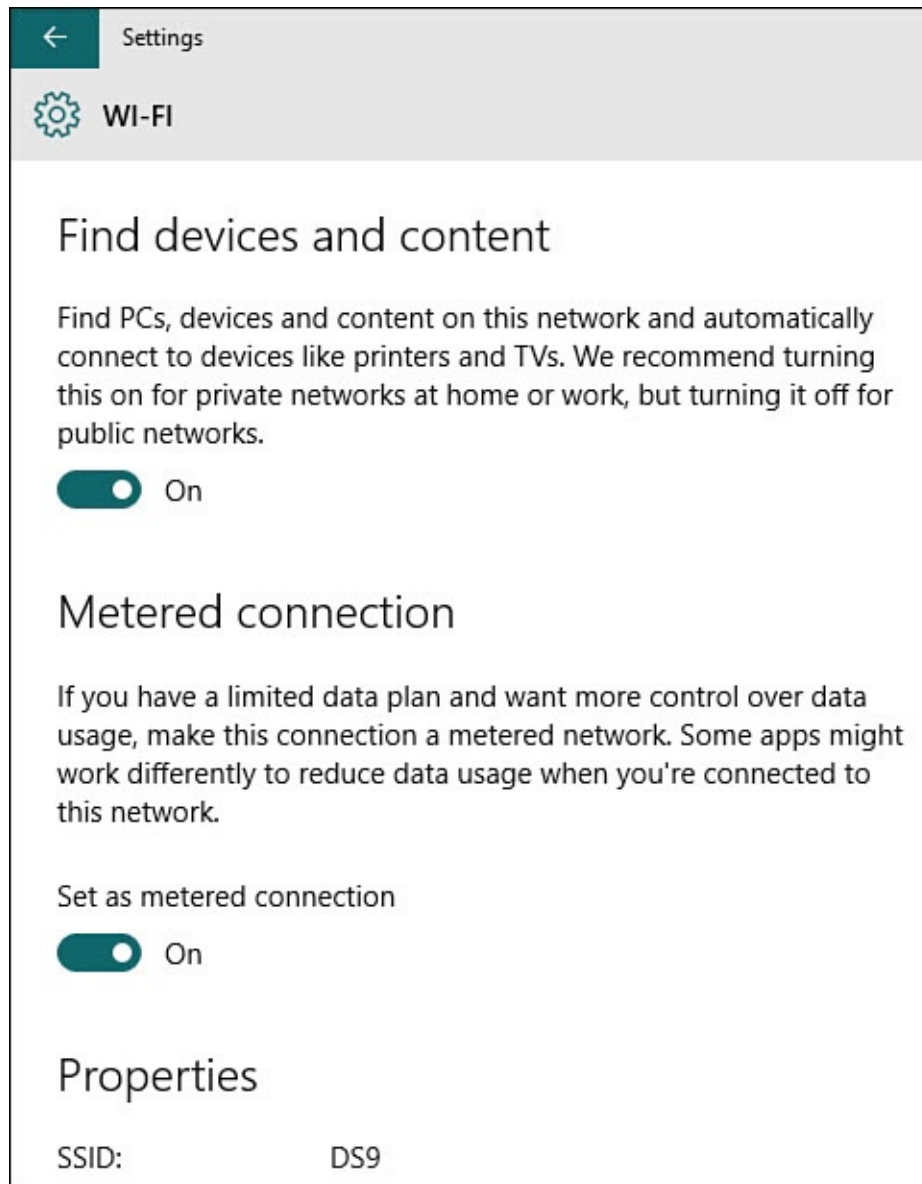 Settings
WI-FI
Find devices and content
Find PCs, devices and content on this network and automatically
connect to devices like printers and TVs. We recommend turning
this on for private networks at home or work, but turning it off for
public networks.
On
Metered connection
If you have a limited data plan and want more control over data
usage, make this connection a metered network. Some apps might
work differently to reduce data usage when you're connected to
this network.
Set as metered connection
On
Properties
SSID: DS9